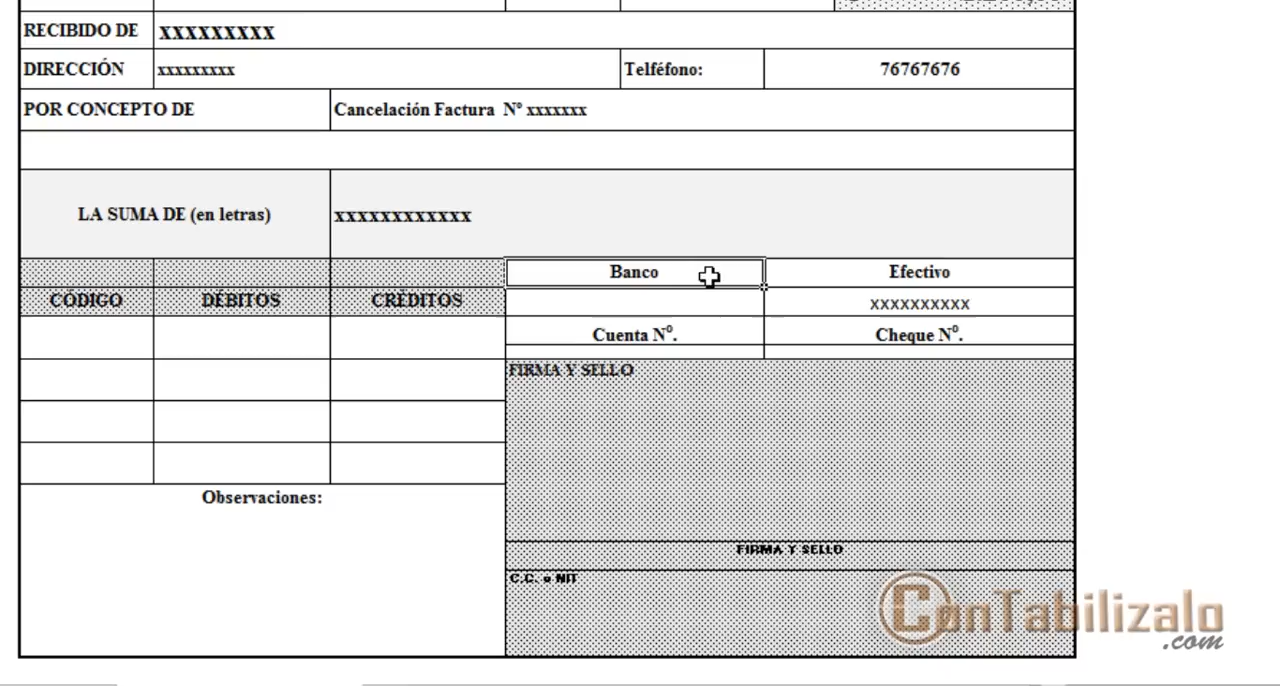 RECIBIDO DE XXXXXXXXX
DIRECCIÓN xxxxxxxxx Telféfono: 76767676
POR CONCEPTO DE Cancelación Factura Nº xxxxxxx
LA SUMA DE (en letras) xxxxxxxxxxxx
Banco Efectivo
CÓDIGO DÉBITOS CRÉDITOS
xxxxxxxxxx
Cuenta Nº. Cheque Nº.
FIRMA Y SELLO
Observaciones:
FIRMA Y SELLO
C.C. o NIT
ConTabilizalo
.com